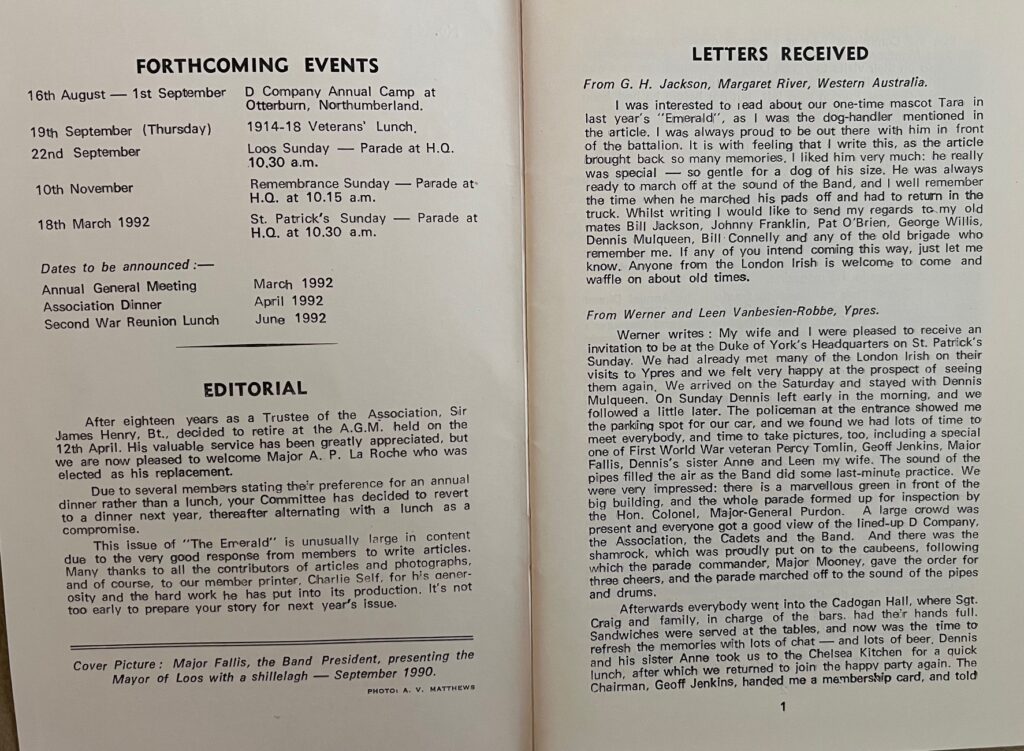 FORTHCOMING EVENTS
16th August — 1st September D Company Annual Camp at
Otterburn, Northumberland.
19th September (Thursday) 1914-18 Veterans' Lunch.
22nd September Loos Sunday — Parade at H.Q.
10.30 a.m.
10th November Remembrance Sunday — Parade at
H.Q. at 10.15 a.m.
18th March 1992 St. Patrick's Sunday — Parade at
H.Q. at 10.30 a.m.
Dates to be announced :—
Annual General Meeting March 1992
Association Dinner April 1992
Second War Reunion Lunch June 1992
EDITORIAL
After eighteen years as a Trustee of the Association, Sir
James Henry, Bt., decided to retire at the A.G.M. held on the
12th April. His valuable service has been greatly appreciated, but
we are now pleased to welcome Major A. P. La Roche who was
elected as his replacement.
Due to several members stating their preference for an annual
dinner rather than a lunch, your Committee has decided to revert
to a dinner next year, thereafter alternating with a lunch as a
compromise.
This issue of "The Emerald" is unusually large in content
due to the very good response from members to write articles.
Many thanks to all the contributors of articles and photographs,
and of course, to our member printer, Charlie Self, for his gener-
osity and the hard work he has put into its production. It's not
too early to prepare your story for next year's issue.
Cover Picture : Major Fallis, the Band President, presenting the
Mayor of Loos with a shillelagh — September 1990.
PHOTO: A. V. MATTHEWS
LETTERS RECEIVED
From G. H. Jackson, Margaret River, Western Australia.
I was interested to read about our one-time mascot Tara in
last year's "Emerald", as I was the dog-handler mentioned in
the article. I was always proud to be out there with him in front
of the battalion. It is with feeling that I write this, as the article
brought back so many memories. I liked him very much: he really
was special — so gentle for a dog of his size. He was always
ready to march off at the sound of the Band, and I well remember
the time when he marched his pads off and had to return in the
truck. Whilst writing I would like to send my regards to my old
mates Bill Jackson, Johnny Franklin, Pat O'Brien, George Willis,
Dennis Mulqueen, Bill Connelly and any of the old brigade who
remember me. If any of you intend coming this way, just let me
know. Anyone from the London Irish is welcome to come and
waffle on about old times.
From Werner and Leen Vanbesien-Robbe, Ypres.
Werner writes : My wife and I were pleased to receive an
invitation to be at the Duke of York's Headquarters on St. Patrick's
Sunday. We had already met many of the London Irish on their
visits to Ypres and we felt very happy at the prospect of seeing
them again. We arrived on the Saturday and stayed with Dennis
Mulqueen. On Sunday Dennis left early in the morning, and we
followed a little later. The policeman at the entrance showed me
the parking spot for our car, and we found we had lots of time to
meet everybody, and time to take pictures, too, including a special
one of First World War veteran Percy Tomlin, Geoff Jenkins, Major
Fallis, Dennis's sister Anne and Leen my wife. The sound of the
pipes filled the air as the Band did some last-minute practice. We
were very impressed: there is a marvellous green in front of the
big building, and the whole parade formed up for inspection by
the Hon. Colonel, Major-General Purdon. A large crowd was
present and everyone got a good view of the lined-up D Company,
the Association, the Cadets and the Band. And there was the
shamrock, which was proudly put on to the caubeens, following
which the parade commander, Major Mooney, gave the order for
three cheers, and the parade marched off to the sound of the pipes
and drums.
Afterwards everybody went into the Cadogan Hall, where Sgt.
Craig and family, in charge of the bars, had their hands full.
Sandwiches were served at the tables, and now was the time to
refresh the memories with lots of chat — and lots of beer. Dennis
and his sister Anne took us to the Chelsea Kitchen for a quick
lunch, after which we returned to join the happy party again. The
Chairman, Geoff Jenkins, handed me a membership card, and told
1